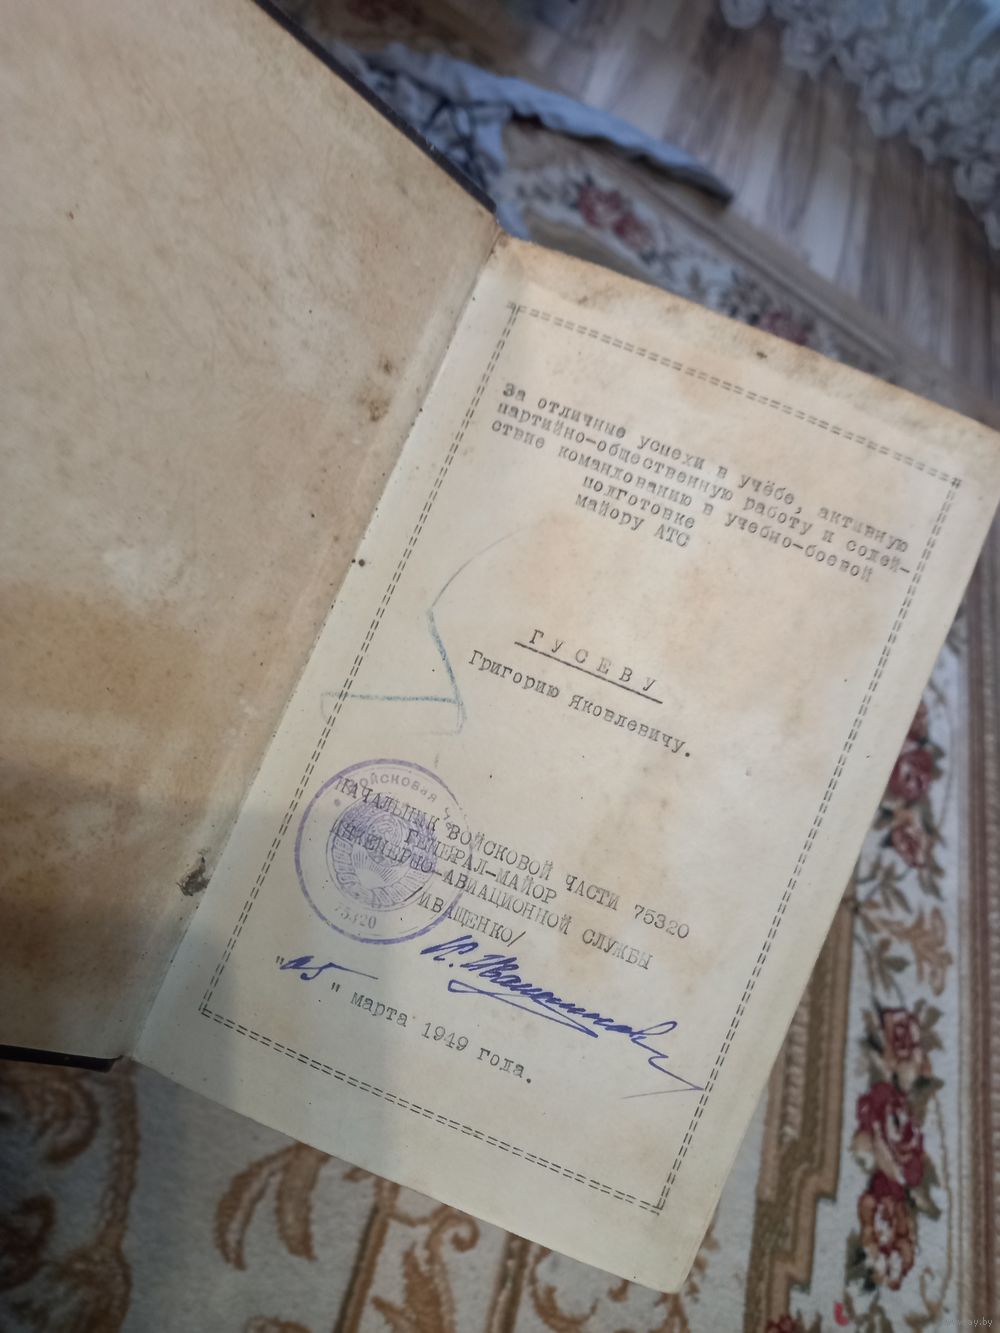 За отличные успехи в учёбе, активную
партийно-общественную работу и содей-
ствие командованию в учебно-боевой
подготовке
майору АТС
ГУСЕВУ
Григорию Яковлевичу.
НАЧАЛЬНИК ВОЙСКОВОЙ ЧАСТИ 75320
ГЕНЕРАЛ-МАЙОР
ИНЖЕНЕРНО-АВИАЦИОННОЙ СЛУЖБЫ
/ИВАЩЕНКО/
"15" марта 1949 года.
Войсковая
75320